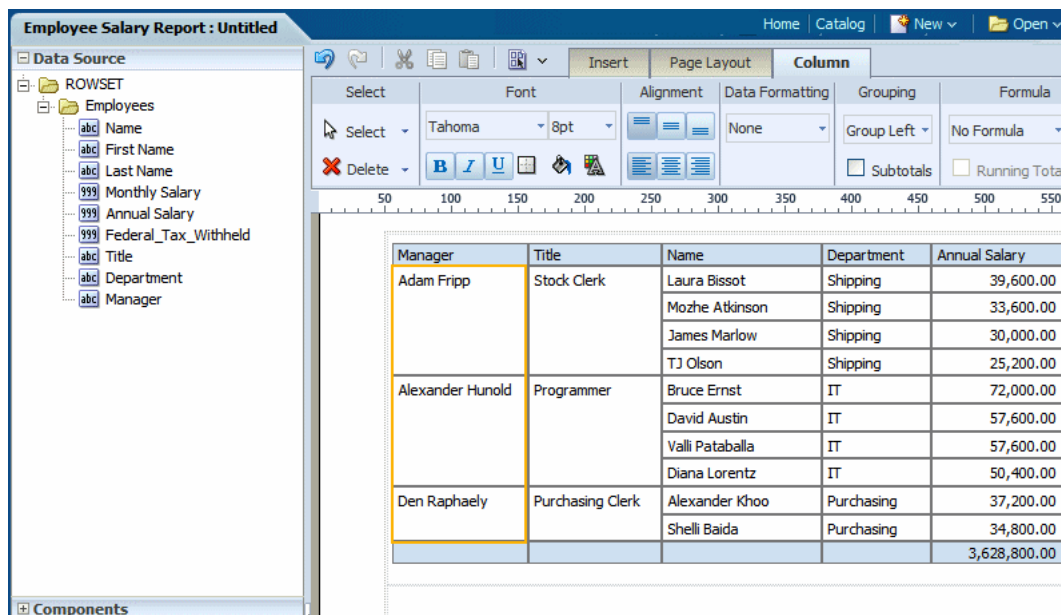 Employee Salary Report : Untitled
Home Catalog New Open
Data Source
ROWSET
Employees
abc Name
abc First Name
abc Last Name
999 Monthly Salary
999 Annual Salary
999 Federal_Tax_Withheld
abc Title
abc Department
abc Manager
Components
Insert Page Layout Column
Select Font Alignment Data Formatting Grouping Formula
Select Tahoma 8pt None Group Left No Formula
Delete B I U Subtotals Running Tota
50 100 150 200 250 300 350 400 450 500 550
Manager Title Name Department Annual Salary
Adam Fripp Stock Clerk Laura Bissot Shipping 39,600.00
Mozhe Atkinson Shipping 33,600.00
James Marlow Shipping 30,000.00
TJ Olson Shipping 25,200.00
Alexander Hunold Programmer Bruce Ernst IT 72,000.00
David Austin IT 57,600.00
Valli Pataballa IT 57,600.00
Diana Lorentz IT 50,400.00
Den Raphaely Purchasing Clerk Alexander Khoo Purchasing 37,200.00
Shelli Baida Purchasing 34,800.00
3,628,800.00